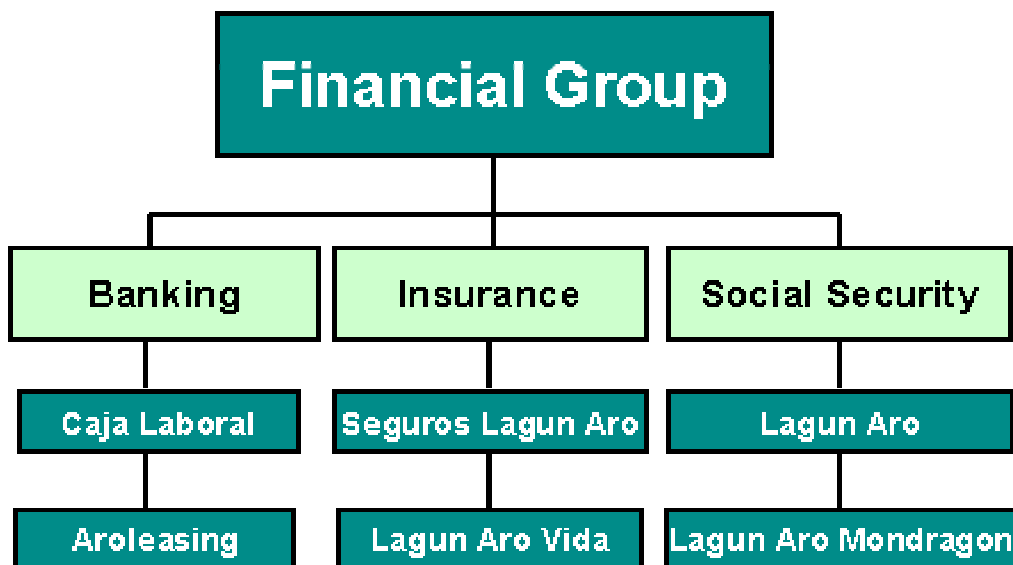 Financial Group
Banking
Insurance
Social Security
Caja Laboral
Seguros Lagun Aro
Lagun Aro
Aroleasing
Lagun Aro Vida
Lagun Aro Mondragon